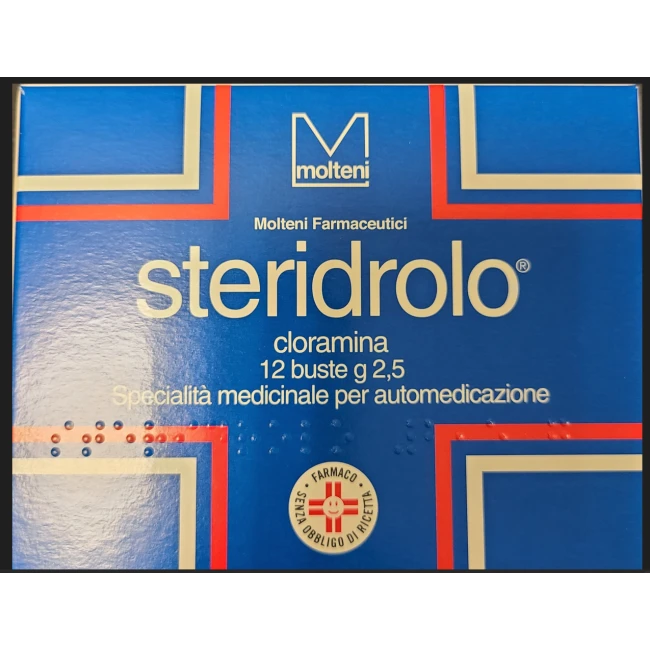 molteni
Molteni Farmaceutici
steridrolo®
cloramina
12 buste g 2,5
Specialità medicinale per automedicazione
FARMACO
SENZA OBBLIGO DI RICETTA